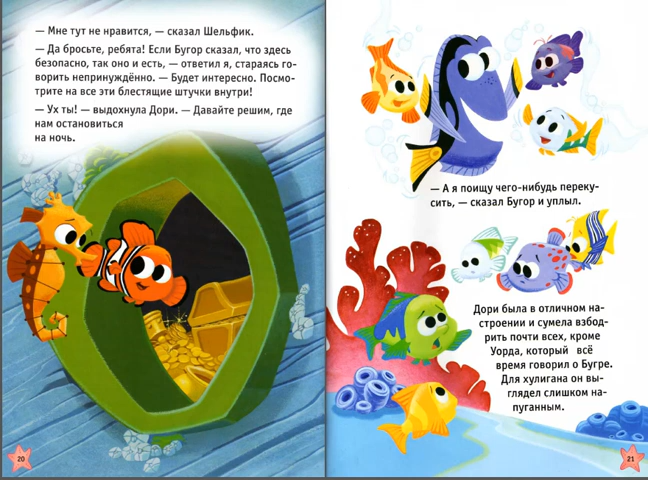 — Мне тут не нравится, — сказал Шельфик.
— Да бросьте, ребята! Если Бугор сказал, что здесь
безопасно, так оно и есть, — ответил я, стараясь го-
ворить непринуждённо. — Будет интересно. Посмо-
трите на все эти блестящие штучки внутри!
— Ух ты! — выдохнула Дори. — Давайте решим, где
нам остановиться
на ночь.
20
— А я поищу чего-нибудь переку-
сить, — сказал Бугор и уплыл.
Дори была в отличном на-
строении и сумела взбод-
рить почти всех, кроме
Уорда, который всё
время говорил о Бугре.
Для хулигана он вы-
глядел слишком на-
пуганным.
21